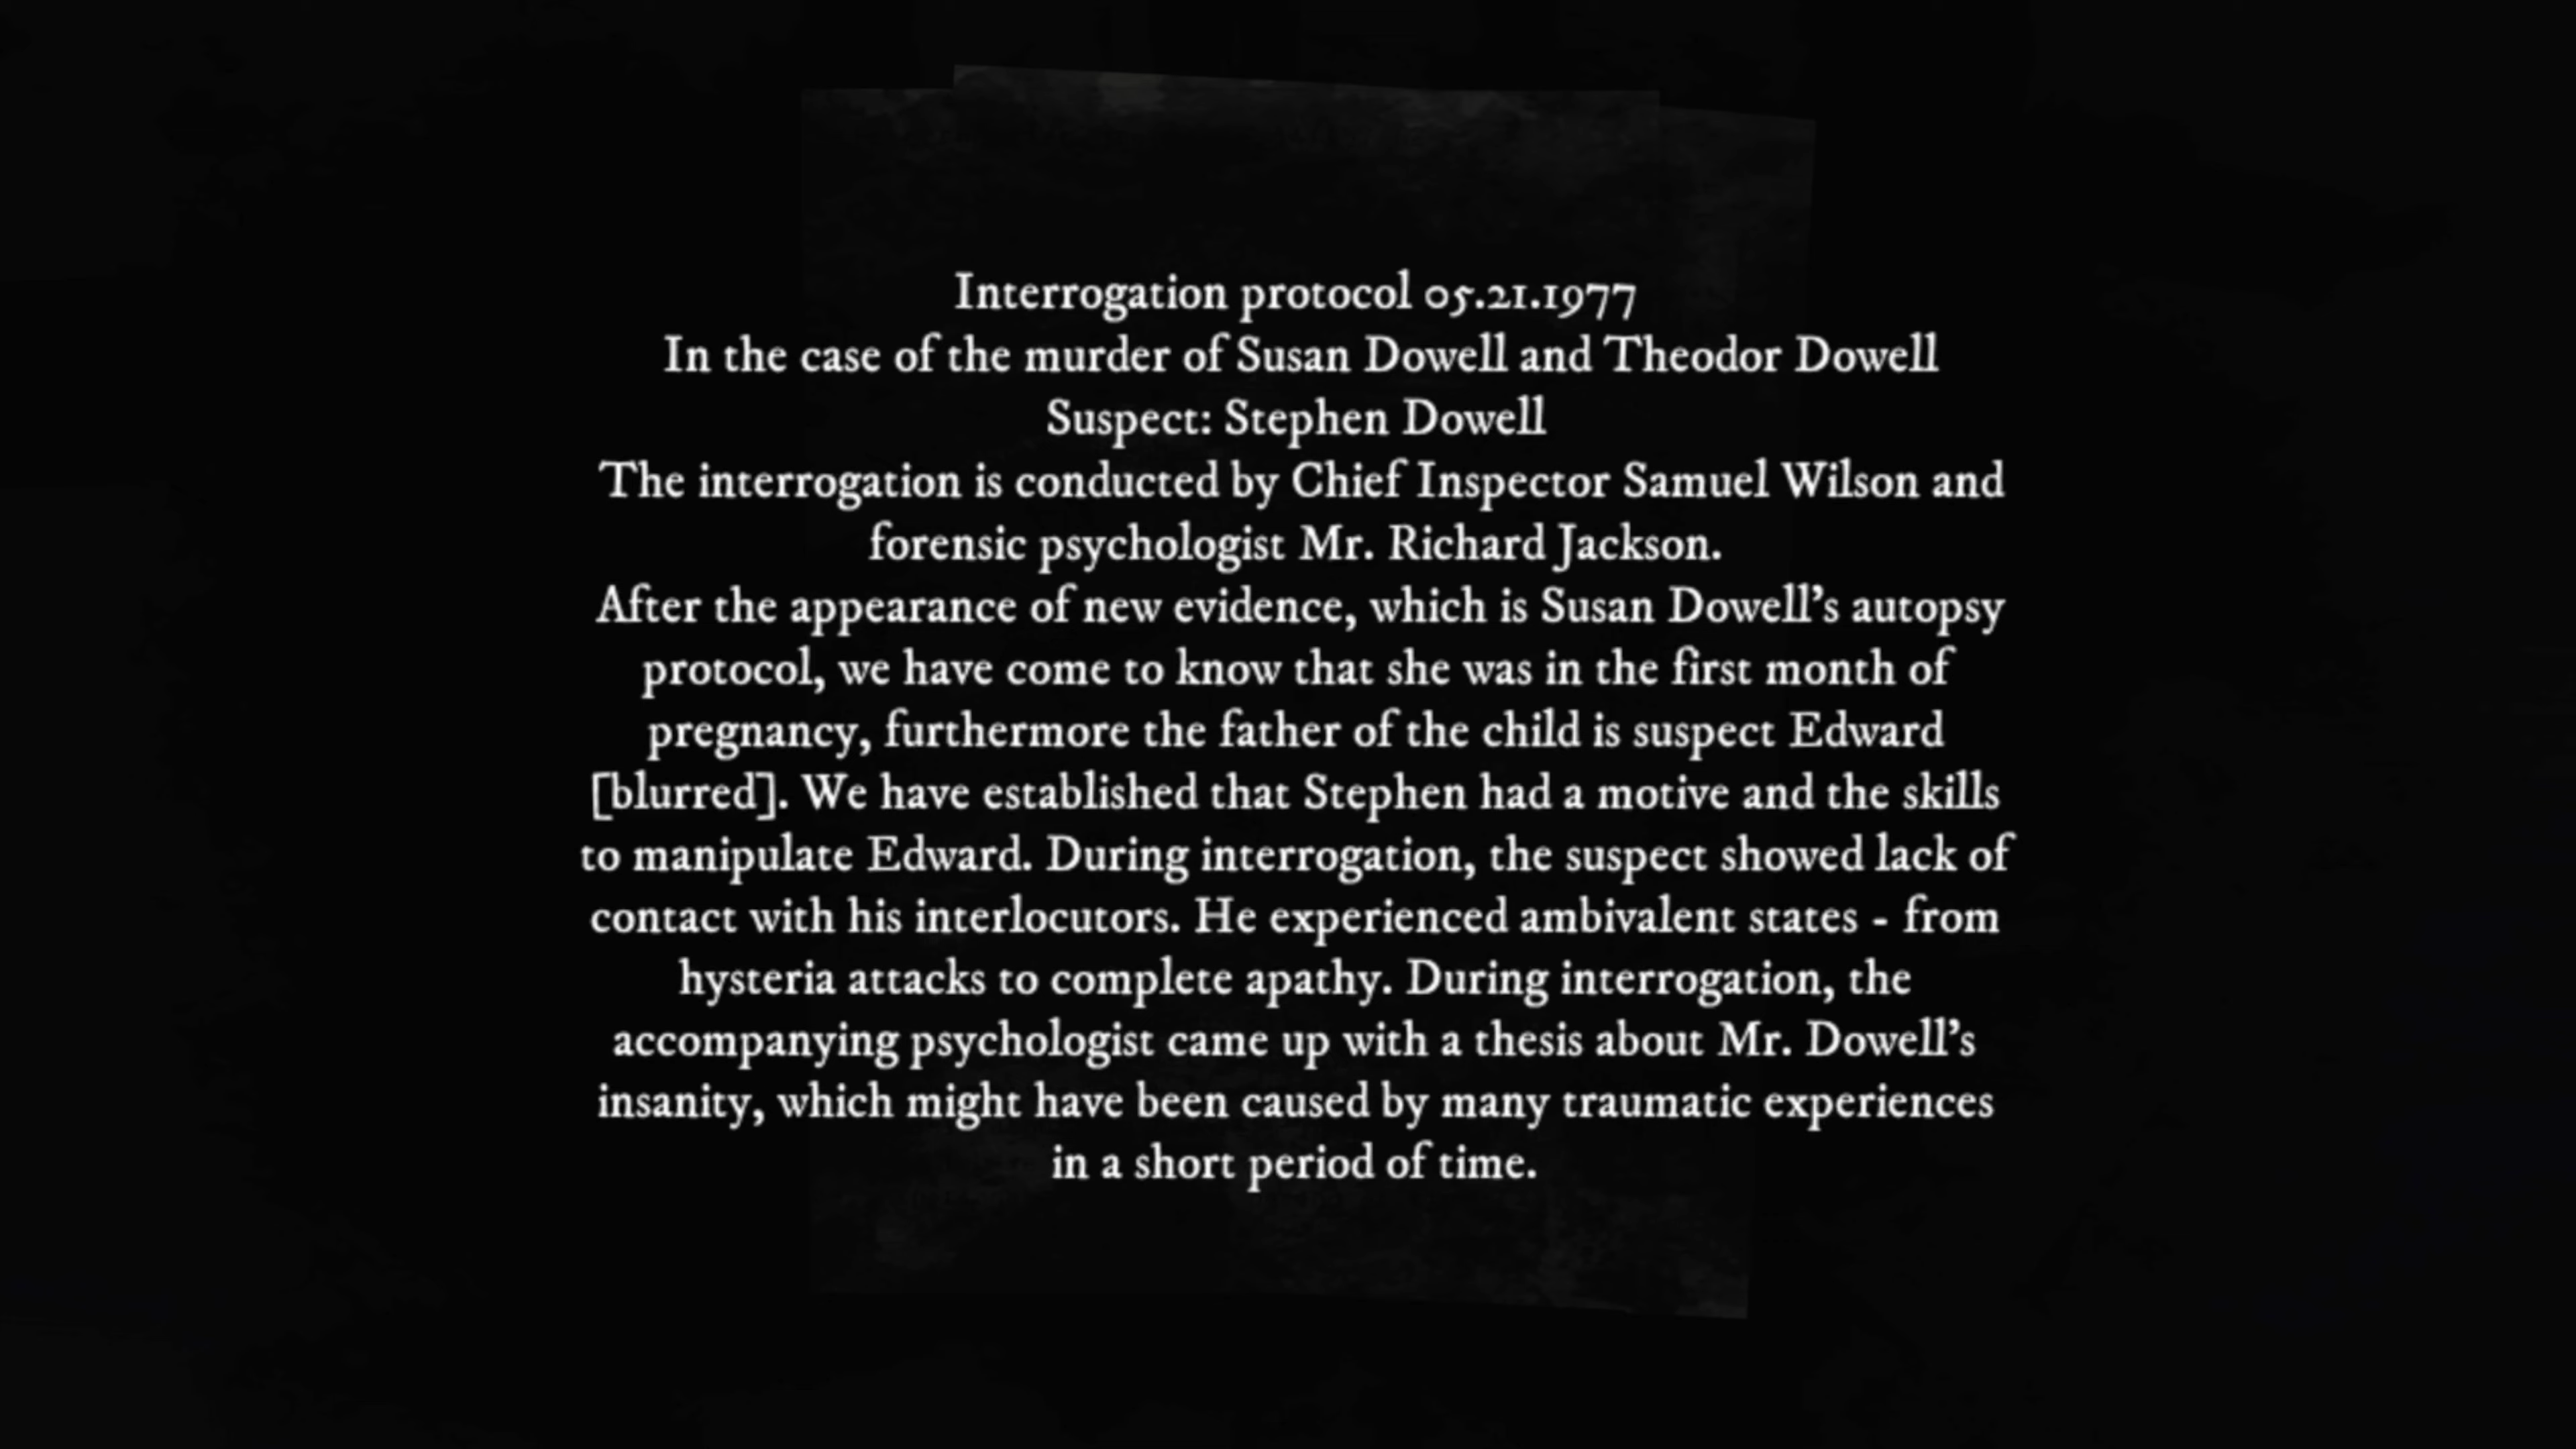 Interrogation protocol 05.21.1977
In the case of the murder of Susan Dowell and Theodor Dowell
Suspect: Stephen Dowell
The interrogation is conducted by Chief Inspector Samuel Wilson and
forensic psychologist Mr. Richard Jackson.
After the appearance of new evidence, which is Susan Dowell's autopsy
protocol, we have come to know that she was in the first month of
pregnancy, furthermore the father of the child is suspect Edward
[blurred]. We have established that Stephen had a motive and the skills
to manipulate Edward. During interrogation, the suspect showed lack of
contact with his interlocutors. He experienced ambivalent states - from
hysteria attacks to complete apathy. During interrogation, the
accompanying psychologist came up with a thesis about Mr. Dowell's
insanity, which might have been caused by many traumatic experiences
in a short period of time.